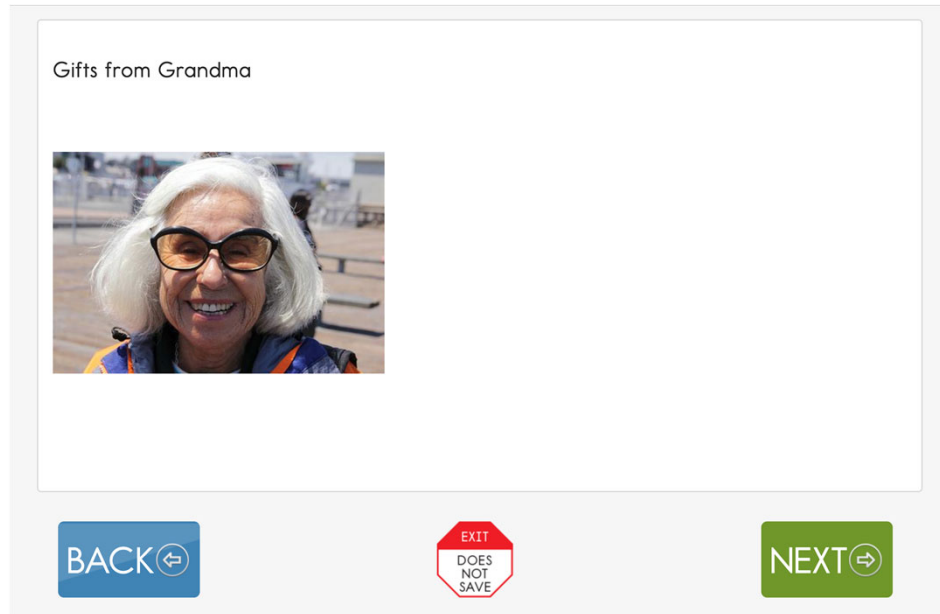 Gifts from Grandma
BACK
EXIT
DOES
NOT
SAVE
NEXT